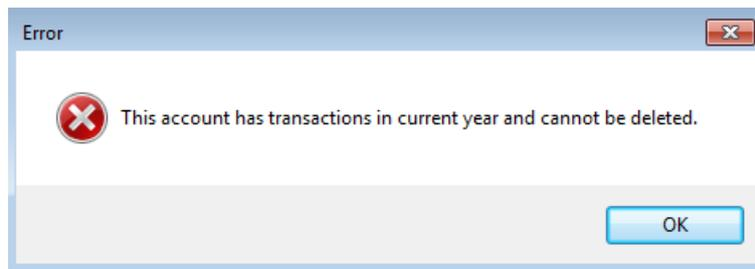 Error
This account has transactions in current year and cannot be deleted.
OK